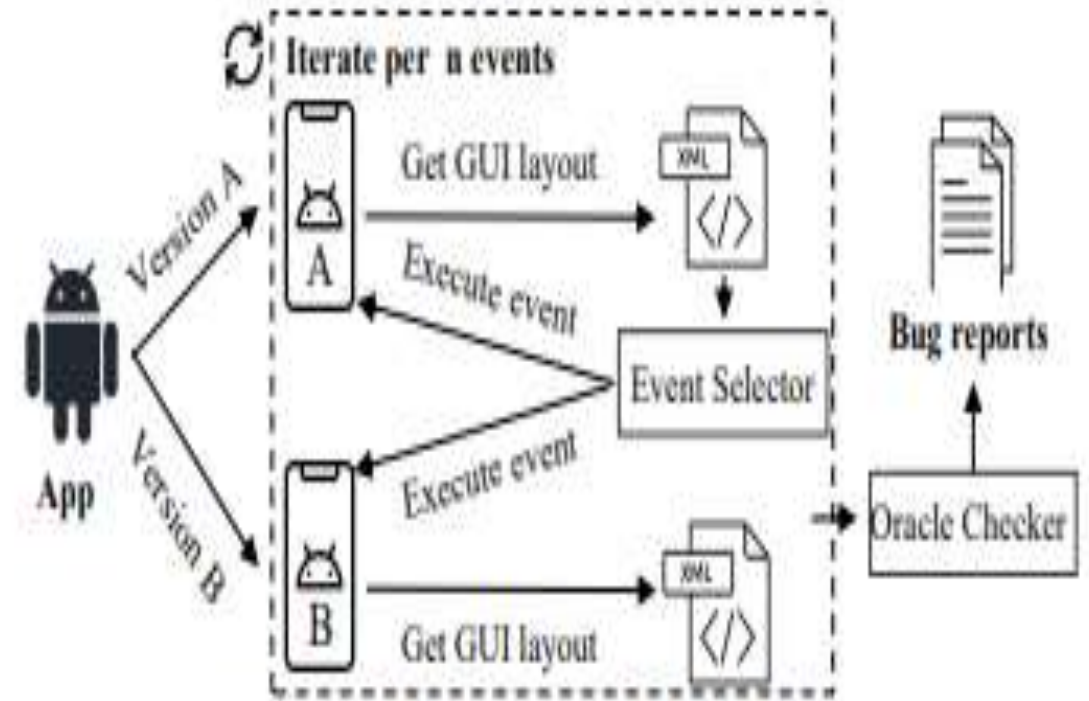 Iterate per n events
Version A
A
Get GUI layout
XML
</>
Execute event
Event Selector
Bug reports
App
Version B
Execute event
B
Get GUI layout
XML
</>
Oracle Checker